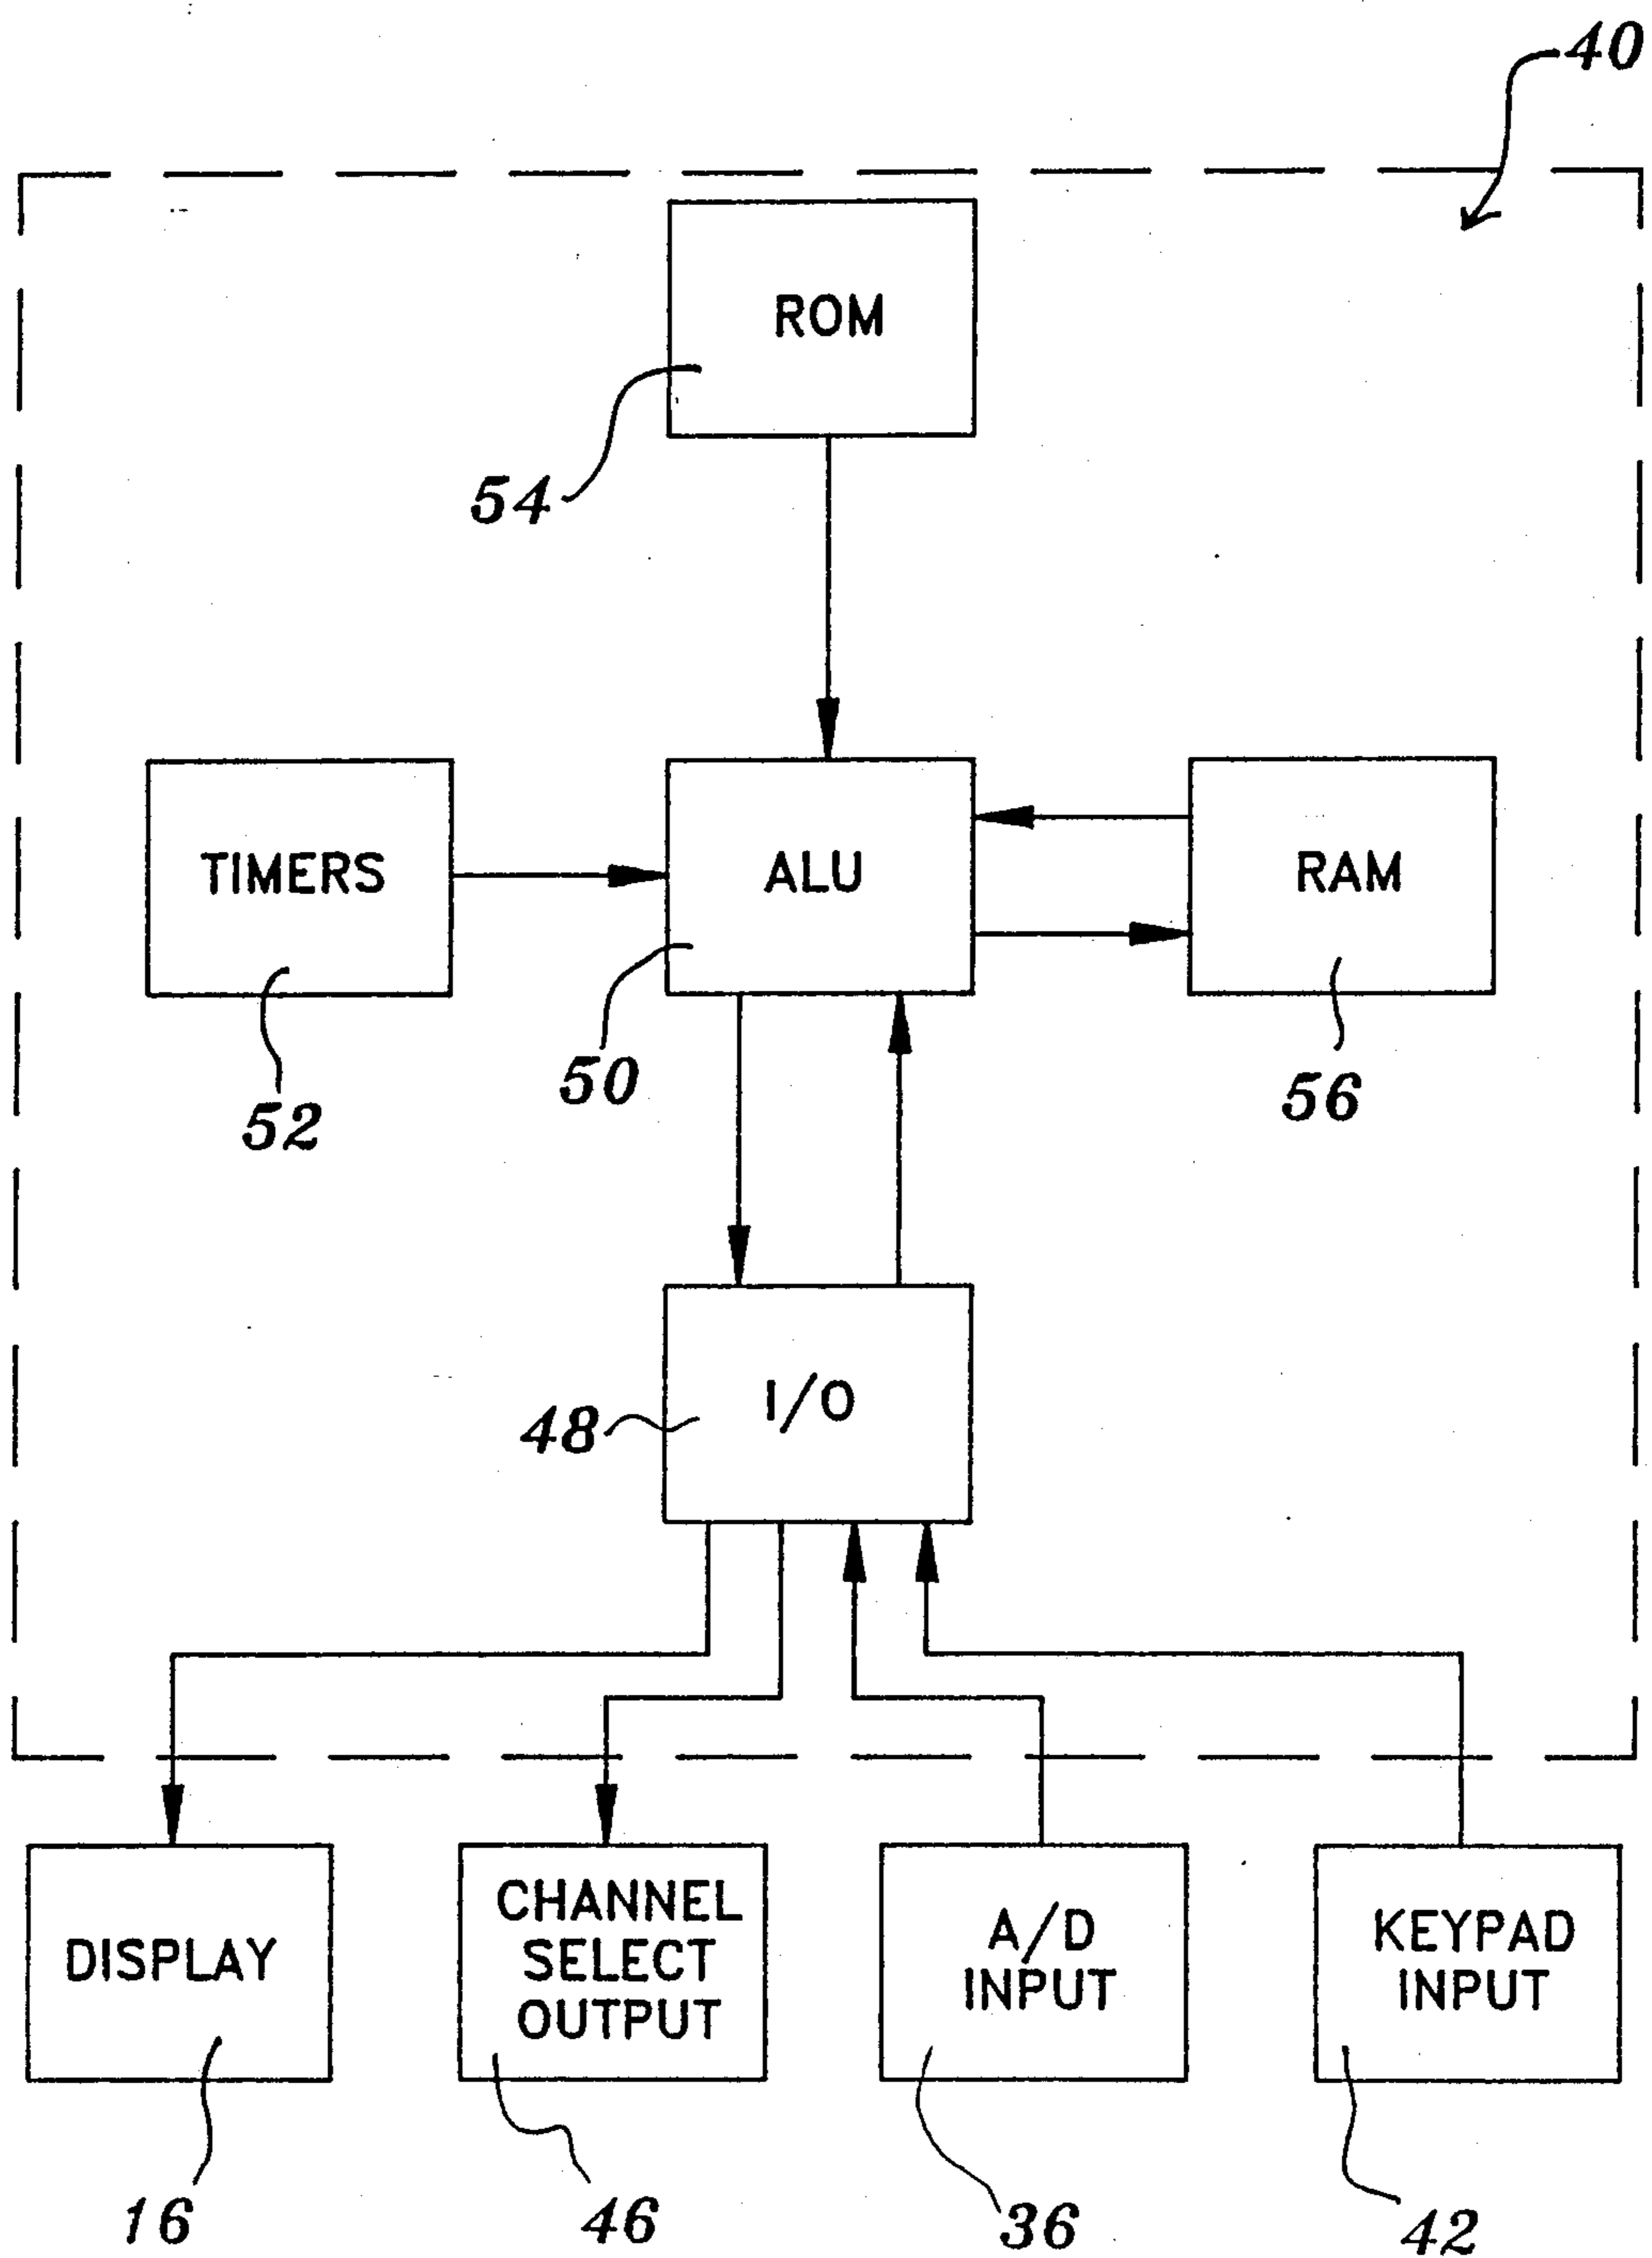 40
ROM
54
TIMERS
ALU
RAM
52
50
56
I/O
48
DISPLAY
CHANNEL
SELECT
OUTPUT
A/D
INPUT
KEYPAD
INPUT
16
46
36
42